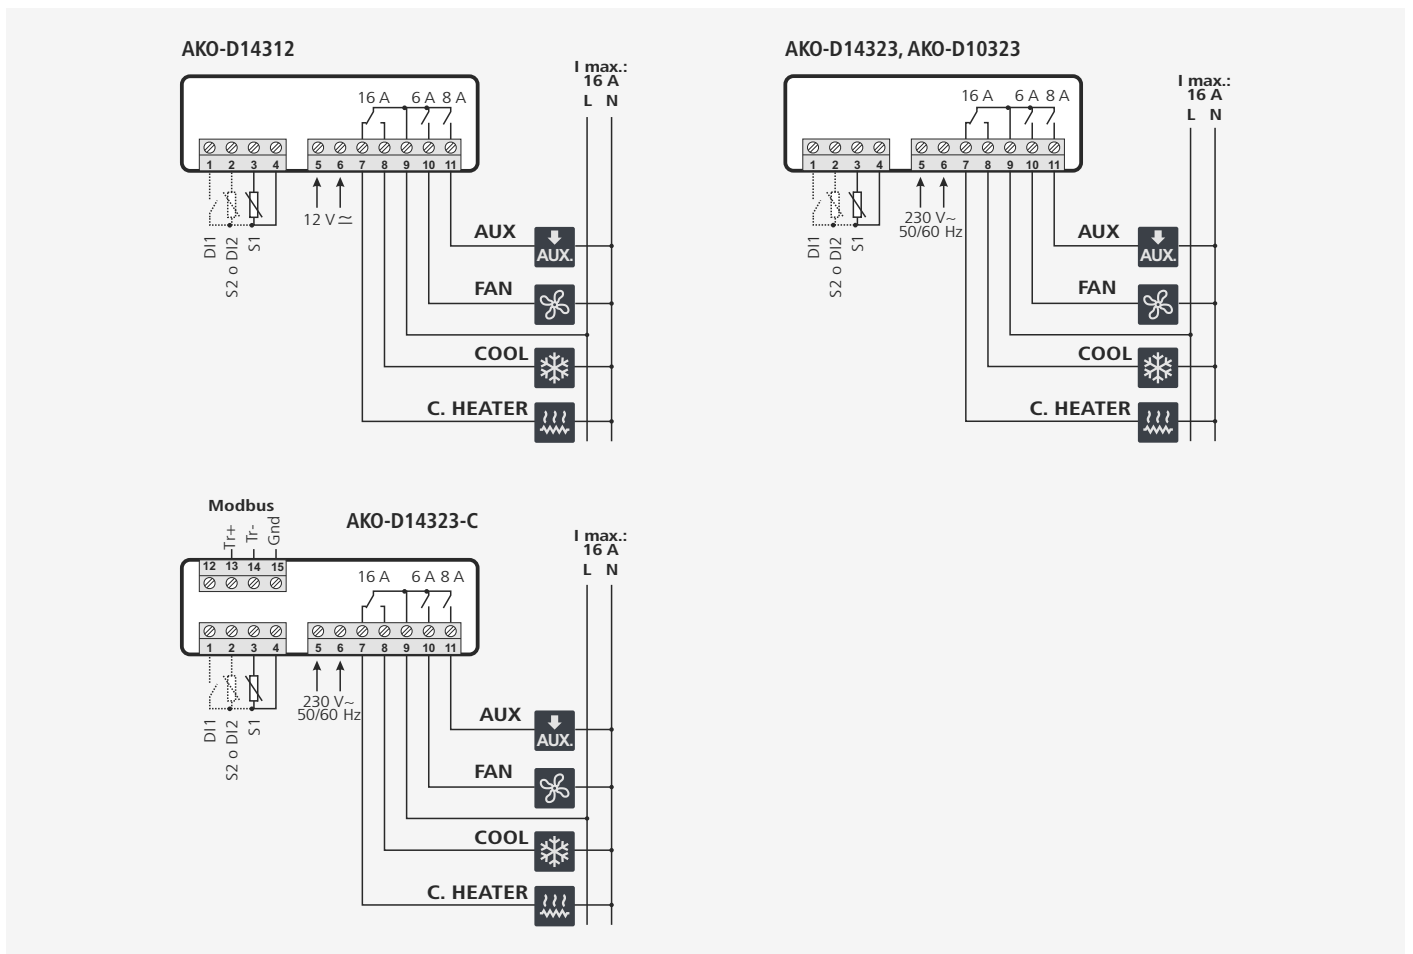 AKO-D14312
I max.:
16 A
L N
16 A 6 A 8 A
1 2 3 4 5 6 7 8 9 10 11
12 V ≂
DI1
S2 o DI2
S1
AUX
AUX.
FAN
COOL
C. HEATER
AKO-D14323, AKO-D10323
I max.:
16 A
L N
16 A 6 A 8 A
1 2 3 4 5 6 7 8 9 10 11
230 V~
50/60 Hz
DI1
S2 o DI2
S1
AUX
AUX.
FAN
COOL
C. HEATER
Modbus
Tr+
Tr-
Gnd
AKO-D14323-C
I max.:
16 A
L N
12 13 14 15
16 A 6 A 8 A
1 2 3 4 5 6 7 8 9 10 11
230 V~
50/60 Hz
DI1
S2 o DI2
S1
AUX
AUX.
FAN
COOL
C. HEATER